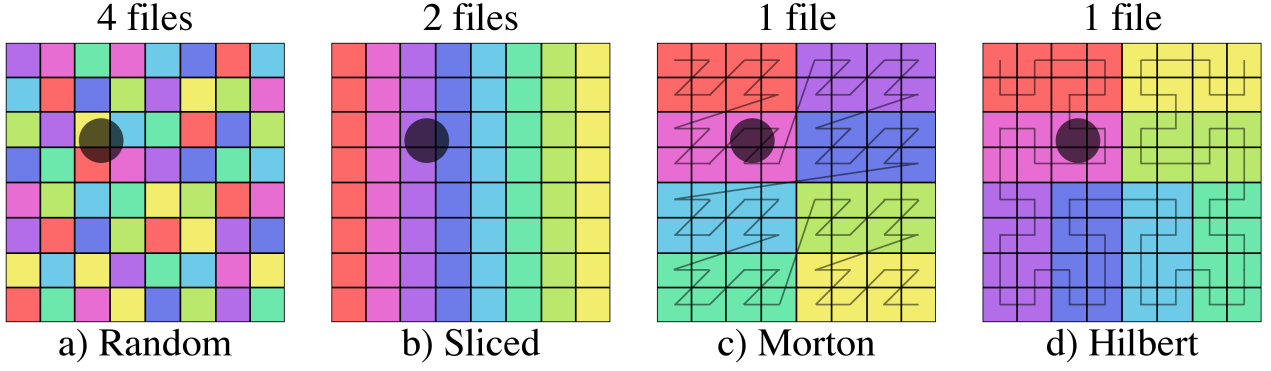 4 files
2 files
1 file
1 file
a) Random
b) Sliced
c) Morton
d) Hilbert